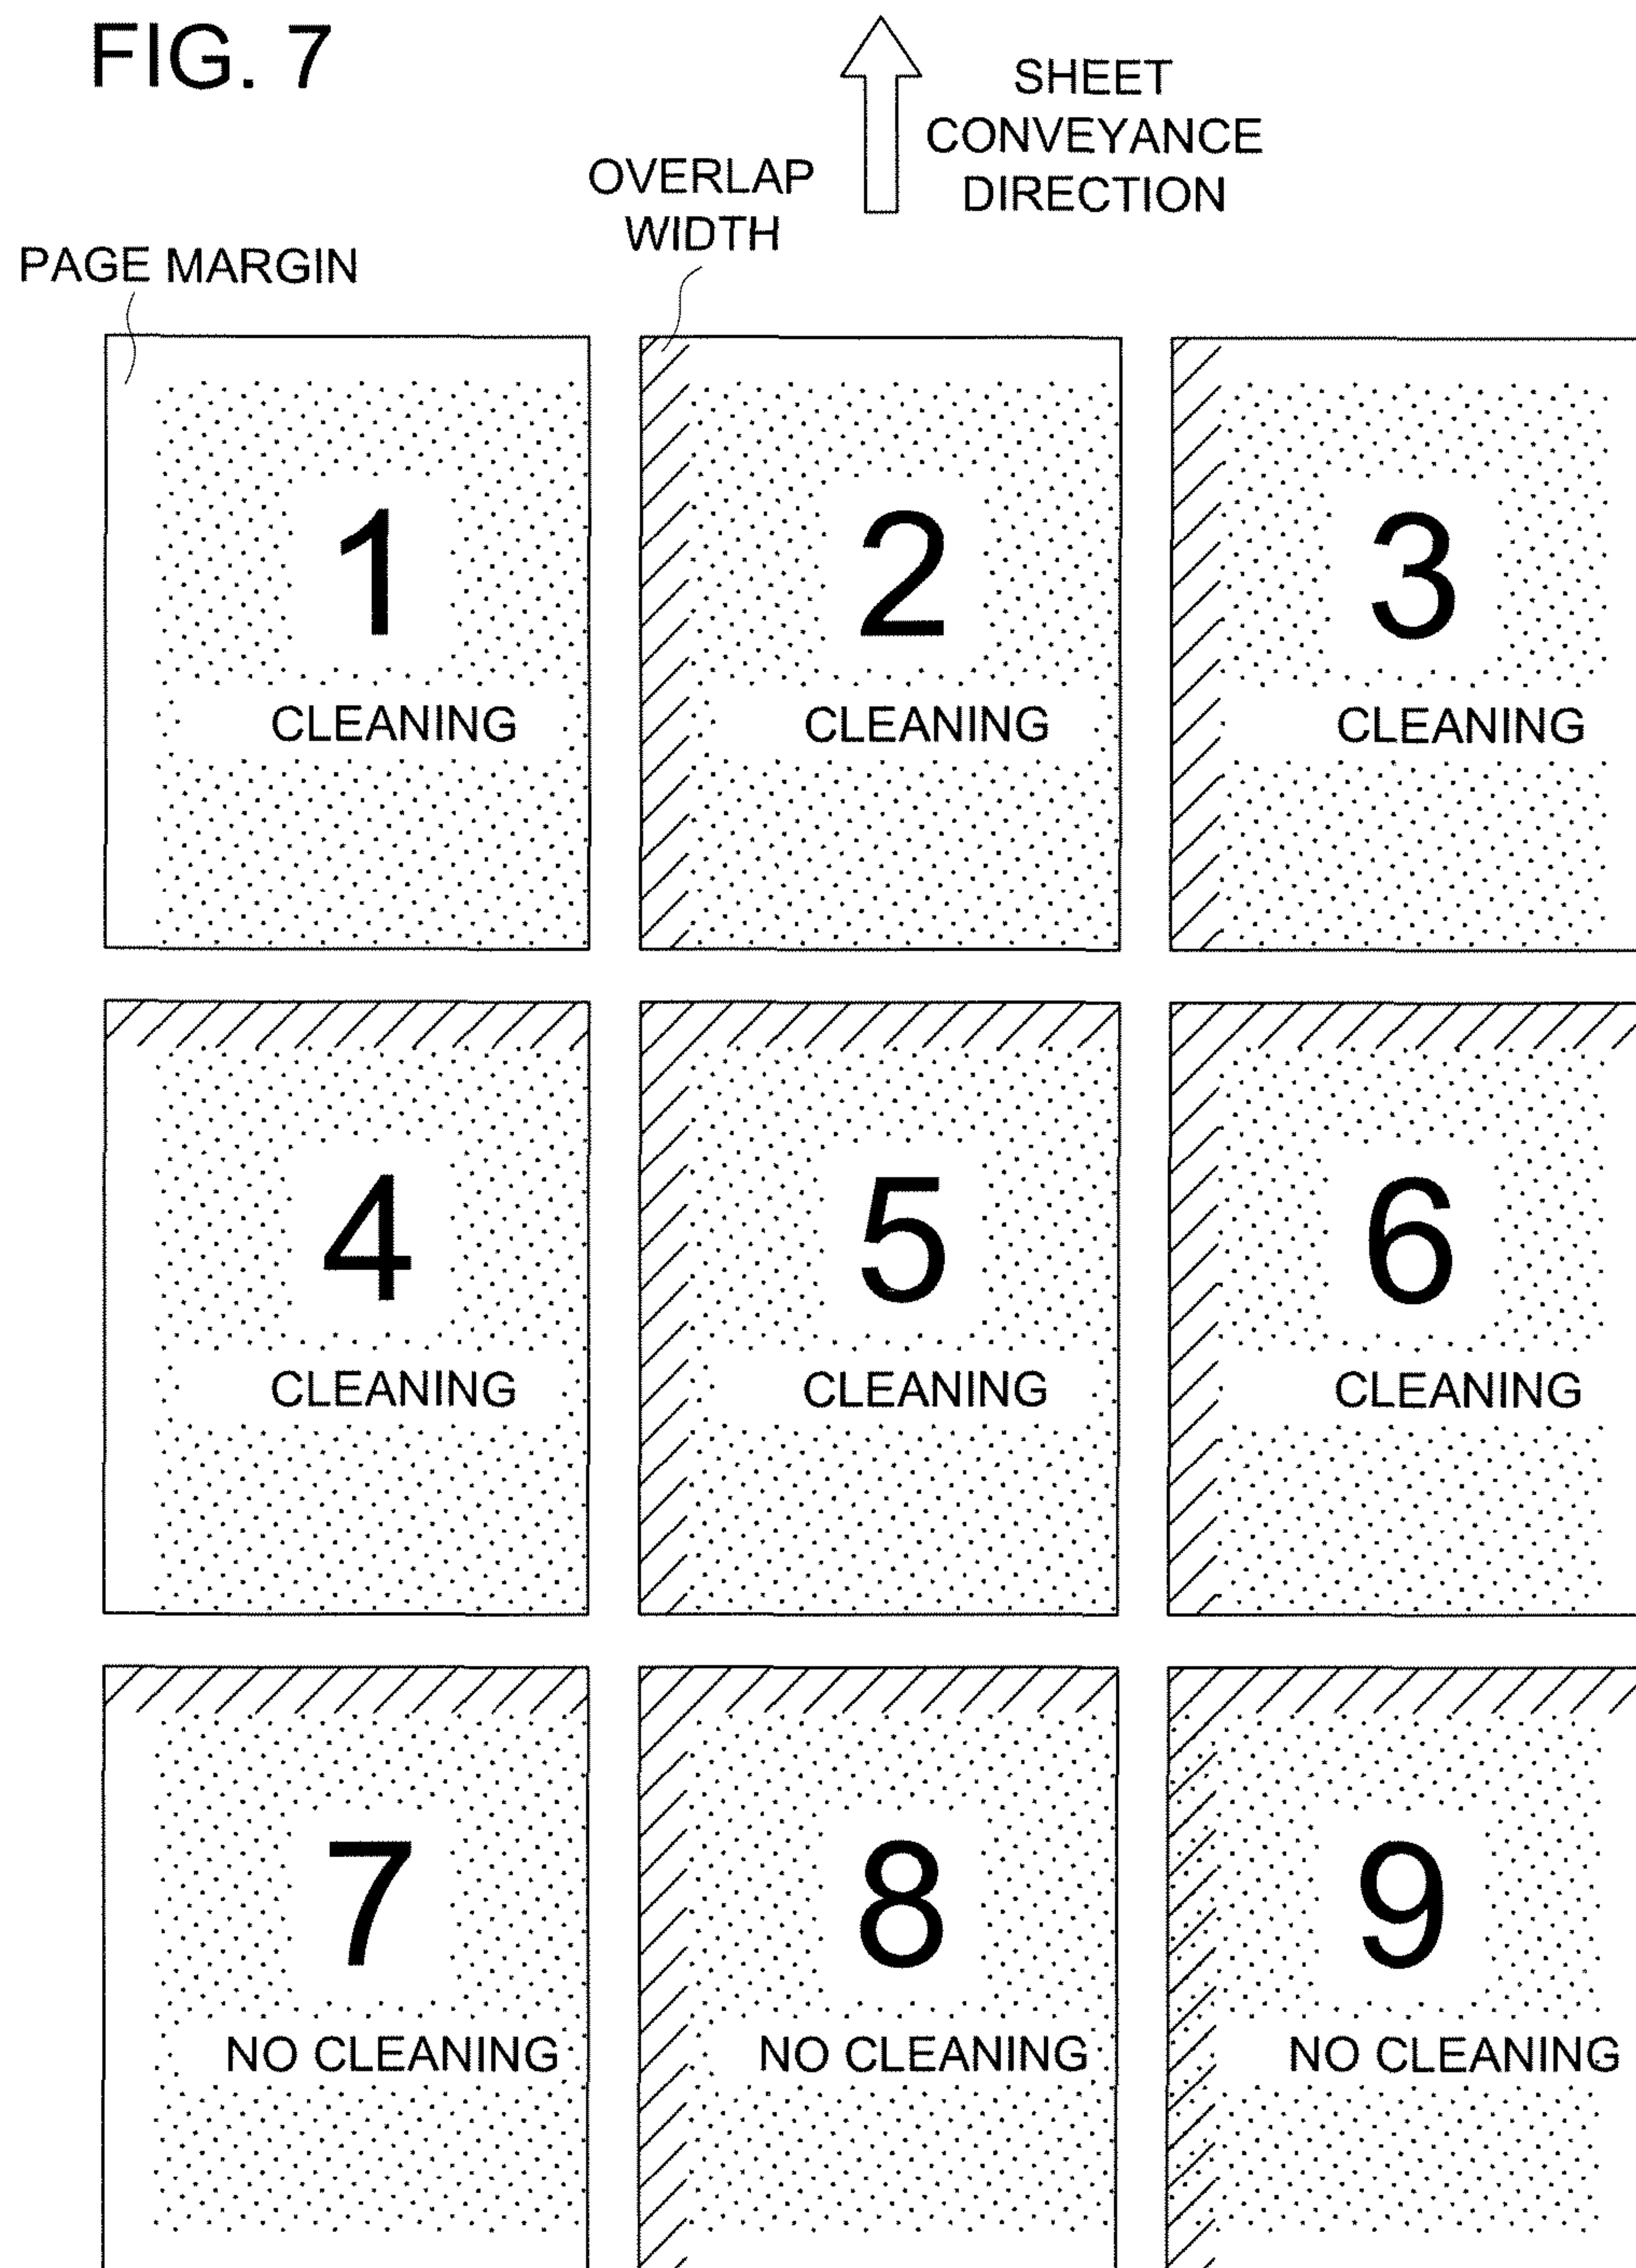 FIG. 7
SHEET
CONVEYANCE
DIRECTION
OVERLAP
WIDTH
PAGE MARGIN
1
CLEANING
2
CLEANING
3
CLEANING
4
CLEANING
5
CLEANING
6
CLEANING
7
NO CLEANING
8
NO CLEANING
9
NO CLEANING